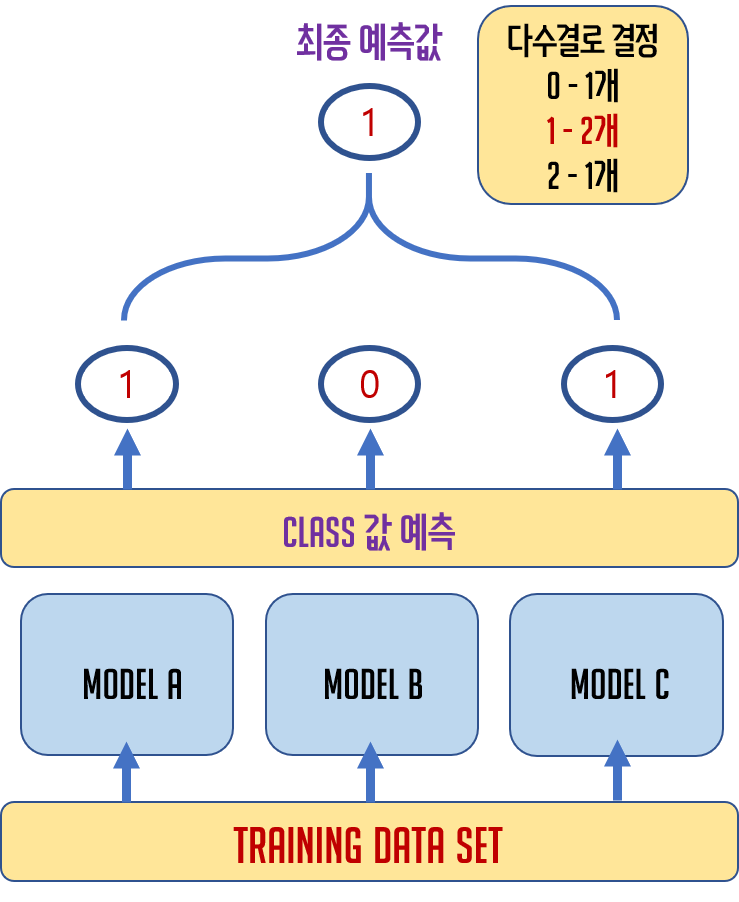 최종 예측값
다수결로 결정
0 - 1개
1 - 2개
2 - 1개
1
1
0
1
CLASS 값 예측
MODEL A
MODEL B
MODEL C
TRAINING DATA SET